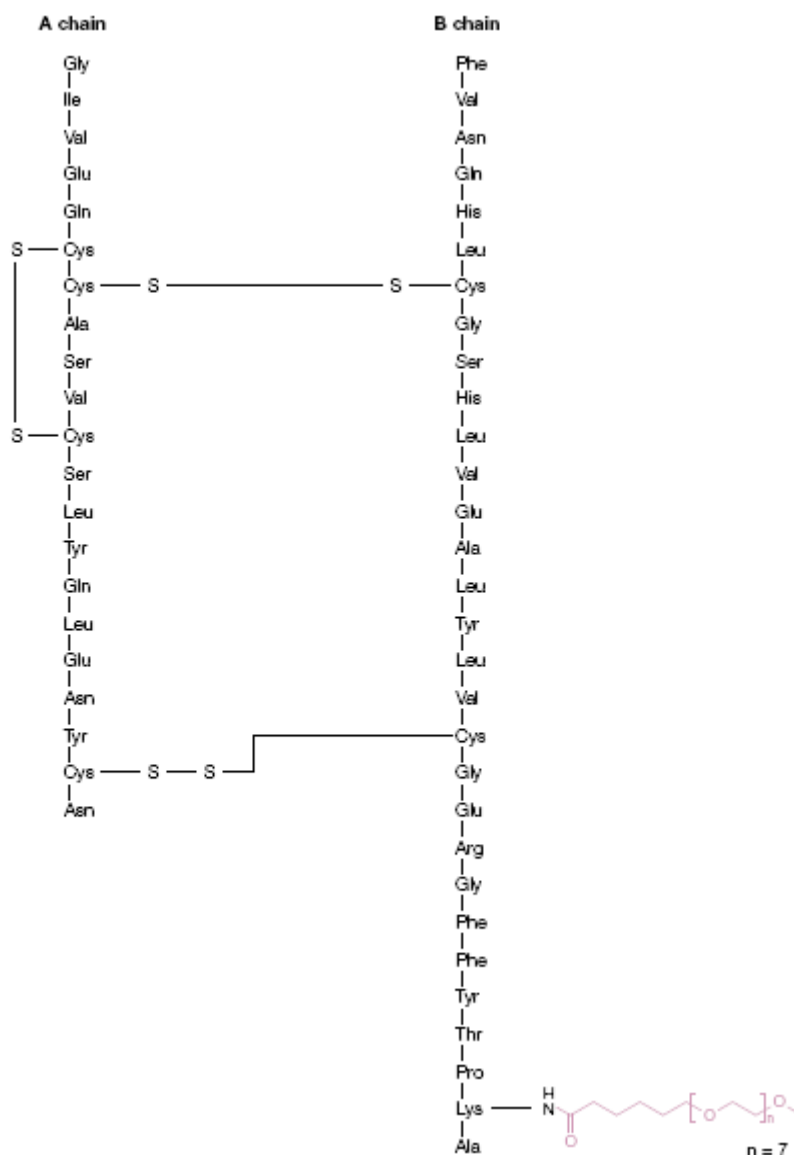 A chain
Gly
Ile
Val
Glu
Gln
S Cys
Cys S
Ala
Ser
Val
S Cys
Ser
Leu
Tyr
Gln
Leu
Glu
Asn
Tyr
Cys S S
Asn
B chain
Phe
Val
Asn
Gln
His
Leu
S Cys
Gly
Ser
His
Leu
Val
Glu
Ala
Leu
Tyr
Leu
Val
Cys
Gly
Glu
Arg
Gly
Phe
Phe
Tyr
Thr
Pro
Lys
Ala
H
N
O
O
n
O
n = 7